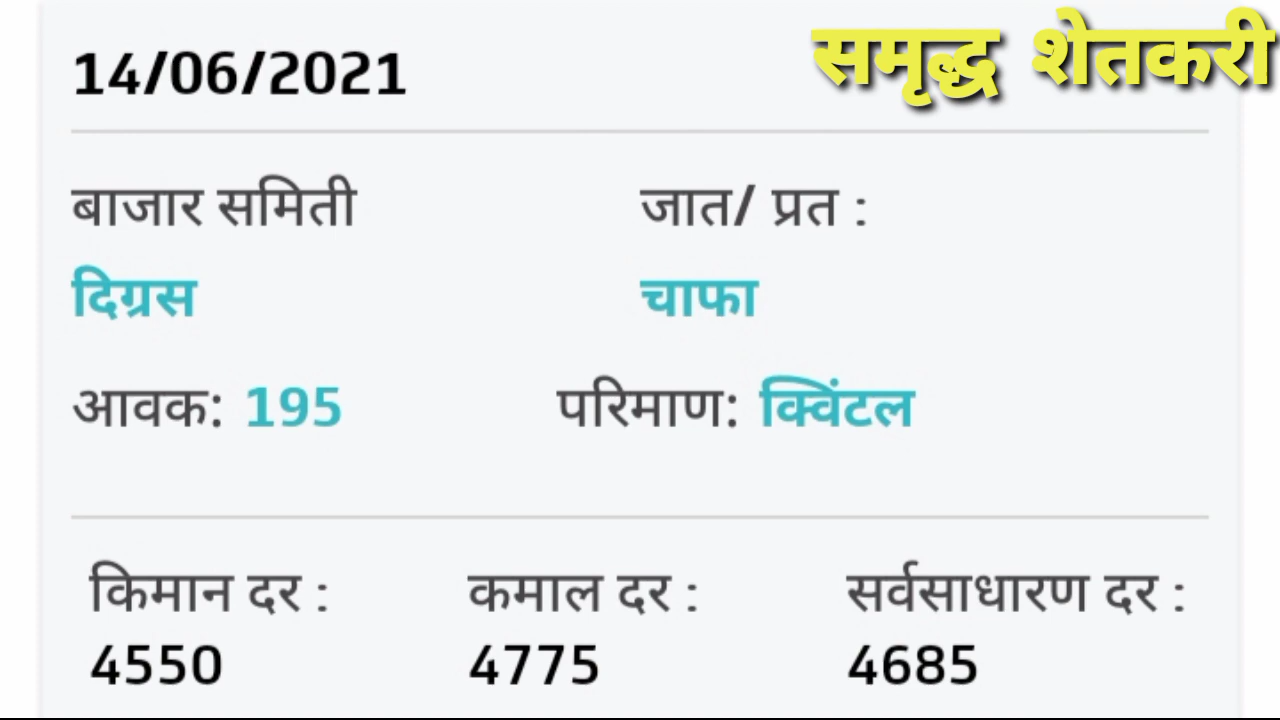 समृद्ध शेतकरी
14/06/2021
बाजार समिती जात/ प्रत :
दिग्रस चाफा
आवक: 195 परिमाण: क्विंटल
किमान दर : कमाल दर : सर्वसाधारण दर :
4550 4775 4685